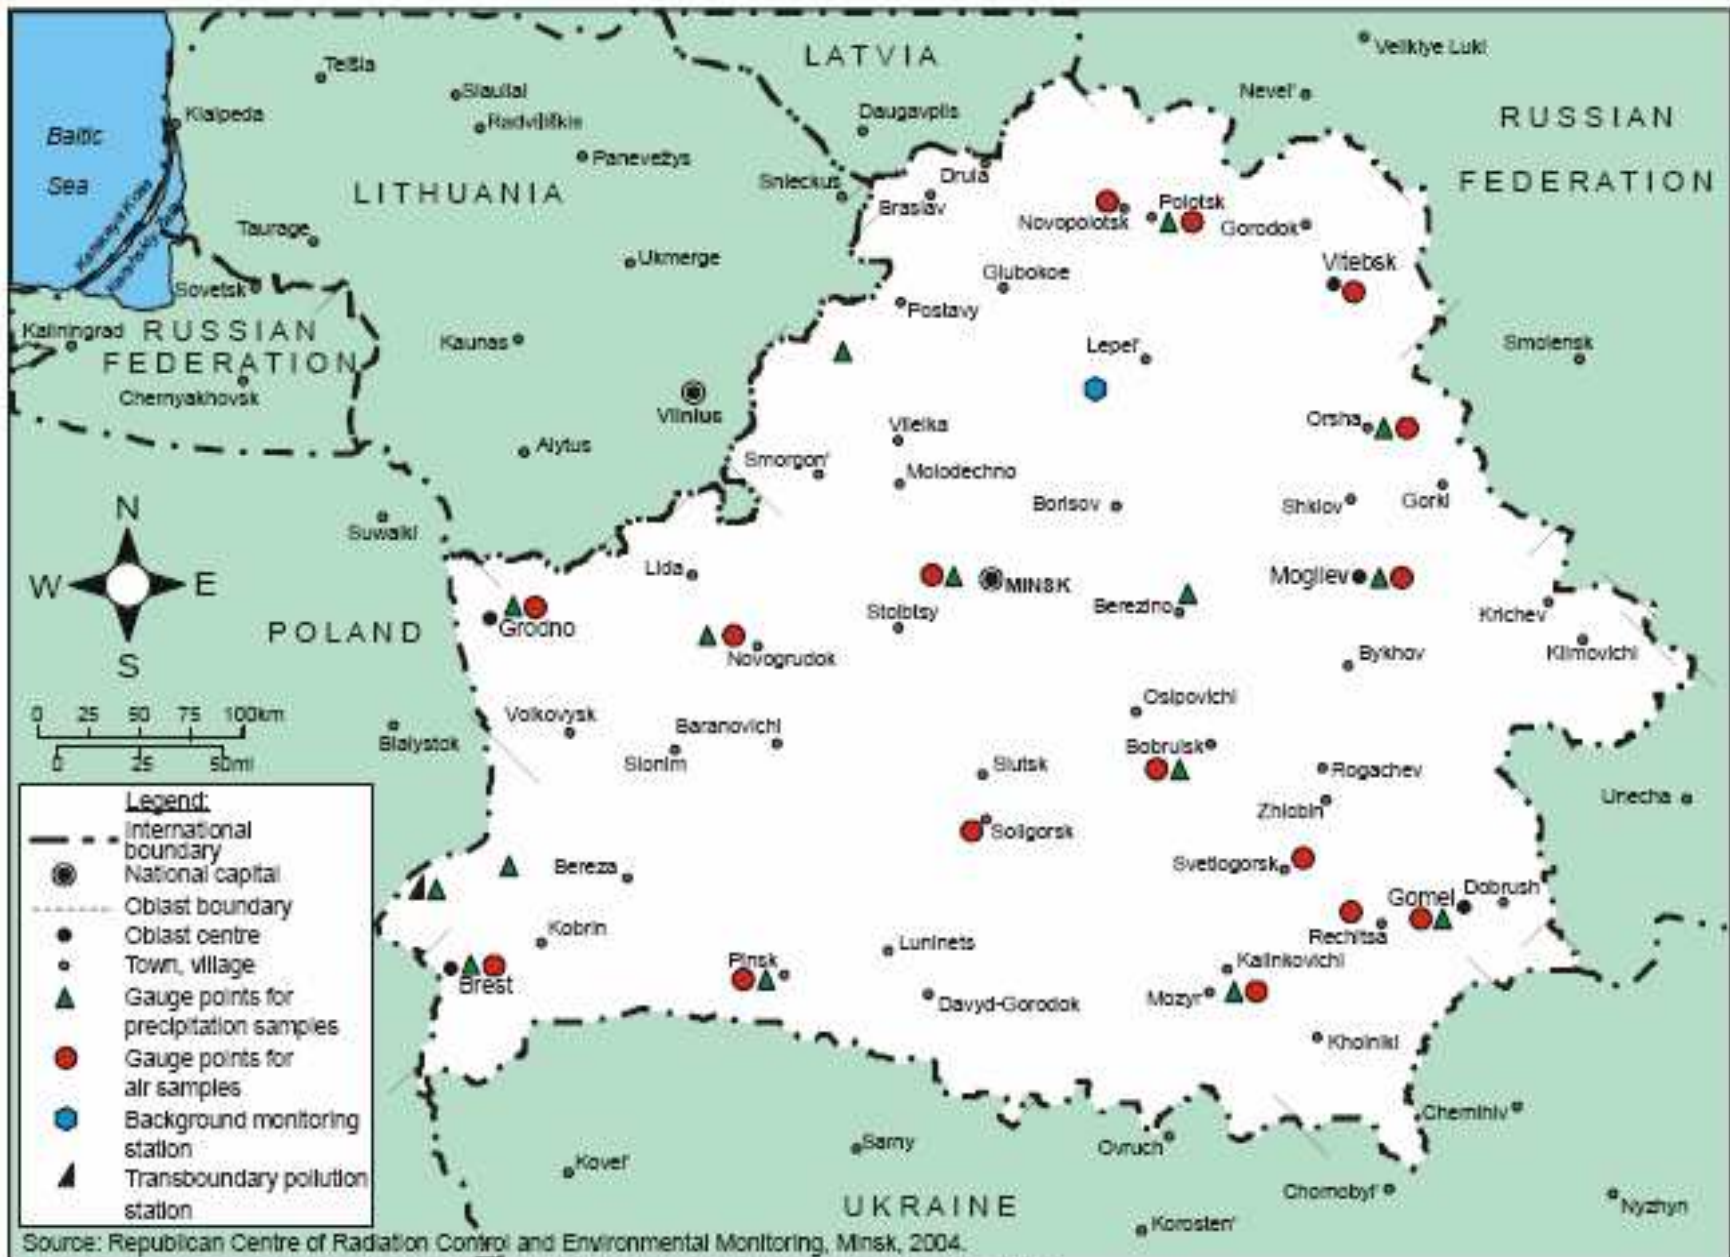 LATVIA
Velikiye Luki
Telšia
Siauliai
Nevel'
Klaipeda
Radviliškis
Daugavpils
RUSSIAN
FEDERATION
Baltic
Sea
Panevežys
Snieckus
Druia
LITHUANIA
Braslav
Novopolotsk
Polotsk
Gorodok
Taurage
Ukmerge
Glubokoe
Vitebsk
Sovetsk
Postavy
Kaliningrad
RUSSIAN
FEDERATION
Kaunas
Lepel'
Smolensk
Chernyakhovsk
Vilnius
Orsha
Vileika
Alytus
Smorgon'
Molodechno
Borisov
Shklov
Gorki
N
W
E
S
Suwalki
Lida
MINSK
Mogilev
Stolbtsy
Berezino
Krichev
Grodno
POLAND
Novogrudok
Bykhov
Klimovichi
Osipovichi
0 25 50 75 100km
0 25 50mi
Volkovysk
Baranovichi
Bialystok
Slonim
Bobruisk
Slutsk
Rogachev
Unecha
Zhlobin
Soligorsk
Bereza
Svetlogorsk
Gomel
Dobrush
Rechitsa
Kobrin
Luninets
Pinsk
Kalinkovichi
Brest
Mozyr
Davyd-Gorodok
Khoiniki
Chernihiv
Sarny
Ovruch
Kovel'
Chornobyl'
UKRAINE
Nyzhyn
Korosten'
Legend:
International
boundary
National capital
Oblast boundary
Oblast centre
Town, village
Gauge points for
precipitation samples
Gauge points for
air samples
Background monitoring
station
Transboundary pollution
station
Source: Republican Centre of Radiation Control and Environmental Monitoring, Minsk, 2004.